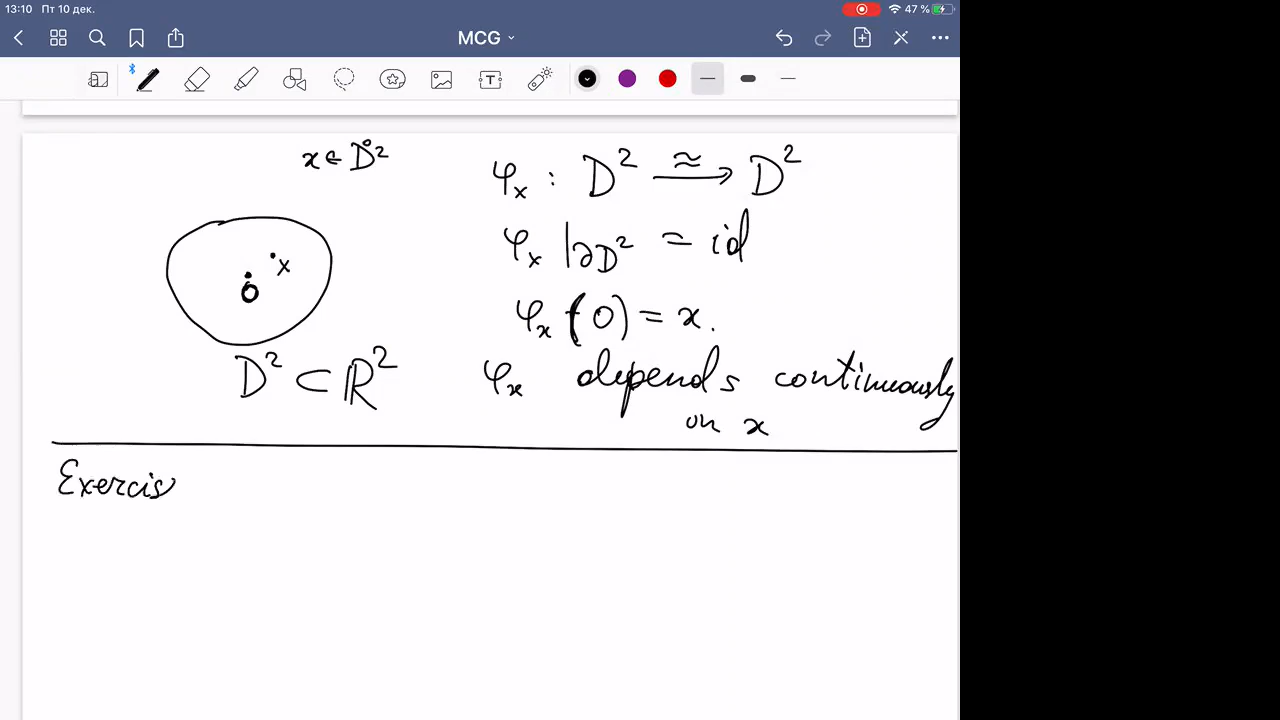 13:10 Пт 10 дек.
47 %
MCG
T
x ∈ D̊²
φₓ : D² ≈→ D²
φₓ |∂D² = id
x
0
φₓ (0) = x.
D² ⊂ ℝ²
φₓ depends continuously
on x
Exercis